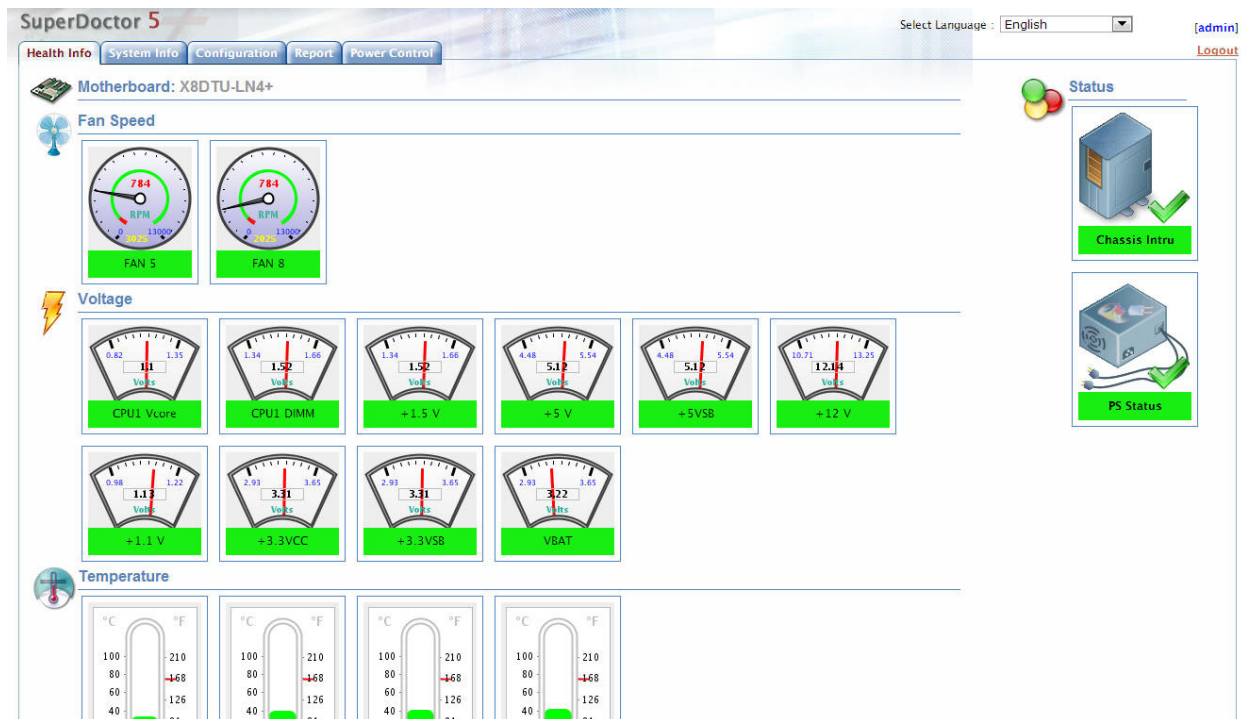 SuperDoctor 5
Select Language : English
[admin]
Health Info System Info Configuration Report Power Control
Logout
Motherboard: X8DTU-LN4+
Status
Fan Speed
784 784
RPM RPM
0 13000 0 13000
3025 2025
FAN 5 FAN 8
Chassis Intru
Voltage
0.82 1.35 1.34 1.66 1.34 1.66 4.48 5.54 4.48 5.54 10.71 13.25
1.1 1.52 1.52 5.12 5.12 12.14
Volts Volts Volts Volts Volts Volts
CPU1 Vcore CPU1 DIMM +1.5 V +5 V +5VSB +12 V
PS Status
0.98 1.22 2.93 3.65 2.93 3.65 2.93 3.65
1.13 3.31 3.31 3.22
Volts Volts Volts Volts
+1.1 V +3.3VCC +3.3VSB VBAT
Temperature
°C °F °C °F °C °F °C °F
100 210 100 210 100 210 100 210
80 168 80 168 80 168 80 168
60 126 60 126 60 126 60 126
40 40 40 40